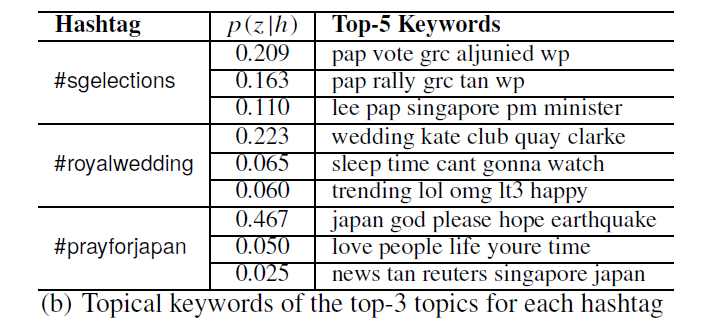 Hashtag p(z|h) Top-5 Keywords
0.209 pap vote grc aljunied wp
#sgelections 0.163 pap rally grc tan wp
0.110 lee pap singapore pm minister
0.223 wedding kate club quay clarke
#royalwedding 0.065 sleep time cant gonna watch
0.060 trending lol omg lt3 happy
0.467 japan god please hope earthquake
#prayforjapan 0.050 love people life youre time
0.025 news tan reuters singapore japan
(b) Topical keywords of the top-3 topics for each hashtag